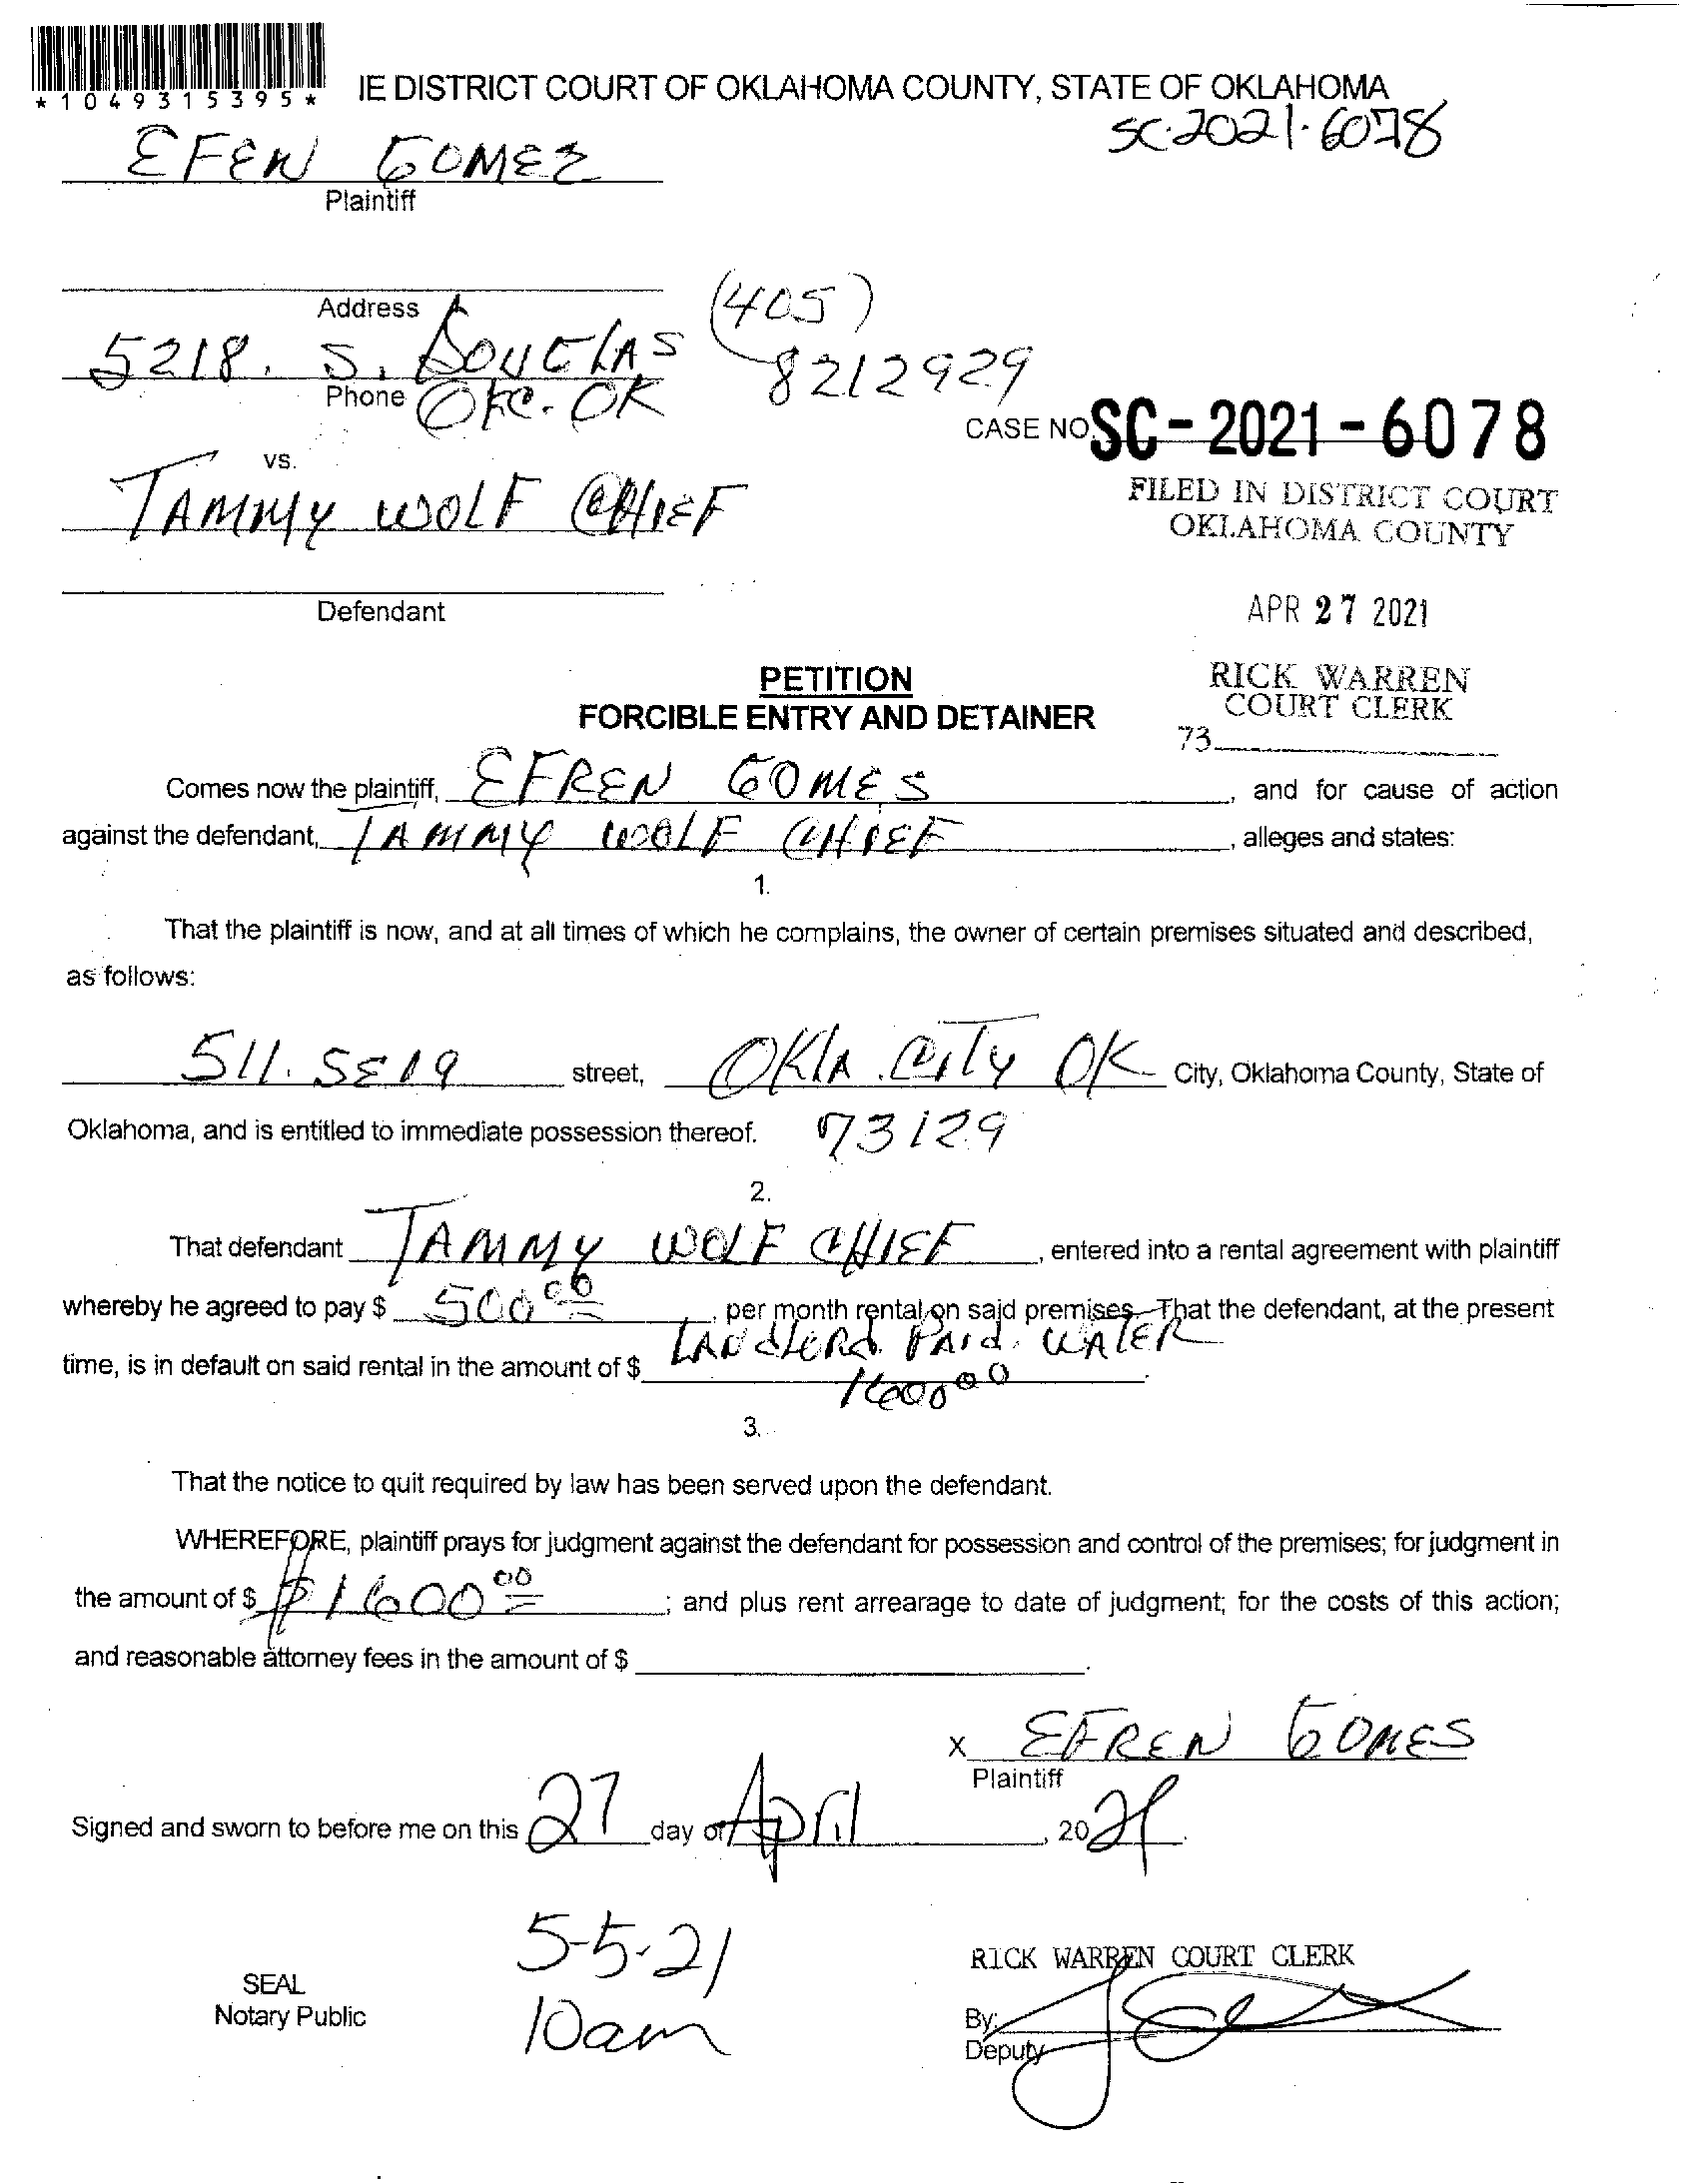 *1049315395*
IE DISTRICT COURT OF OKLAHOMA COUNTY, STATE OF OKLAHOMA
SC-2021-6078
EFEN GOMEZ
Plaintiff
Address
(405)
5218. S. DOUGLAS
8212929
Phone
OKC. OK
CASE NO SC-2021-6078
vs.
TAMMY WOLF CHIEF
FILED IN DISTRICT COURT
OKLAHOMA COUNTY
Defendant
APR 27 2021
PETITION
RICK WARREN
COURT CLERK
FORCIBLE ENTRY AND DETAINER
73
Comes now the plaintiff, EFREN GOMES, and for cause of action
against the defendant, TAMMY WOLF CHIEF, alleges and states:
1.
That the plaintiff is now, and at all times of which he complains, the owner of certain premises situated and described,
as follows:
511. SE 19 street, OKlA. CITY OK City, Oklahoma County, State of
Oklahoma, and is entitled to immediate possession thereof. 73129
2.
That defendant TAMMY WOLF CHIEF, entered into a rental agreement with plaintiff
whereby he agreed to pay $ 500 00, per month rental on said premises. That the defendant, at the present
LANdLORd PAId. WATER
time, is in default on said rental in the amount of $ 1600 00.
3.
That the notice to quit required by law has been served upon the defendant.
WHEREFORE, plaintiff prays for judgment against the defendant for possession and control of the premises; for judgment in
the amount of $ $1600 00; and plus rent arrearage to date of judgment; for the costs of this action;
and reasonable attorney fees in the amount of $
X EFREN GOMES
Plaintiff
Signed and sworn to before me on this 27 day of April, 2021.
5-5-21
RICK WARREN COURT CLERK
SEAL
Notary Public
10am
By:
Deputy